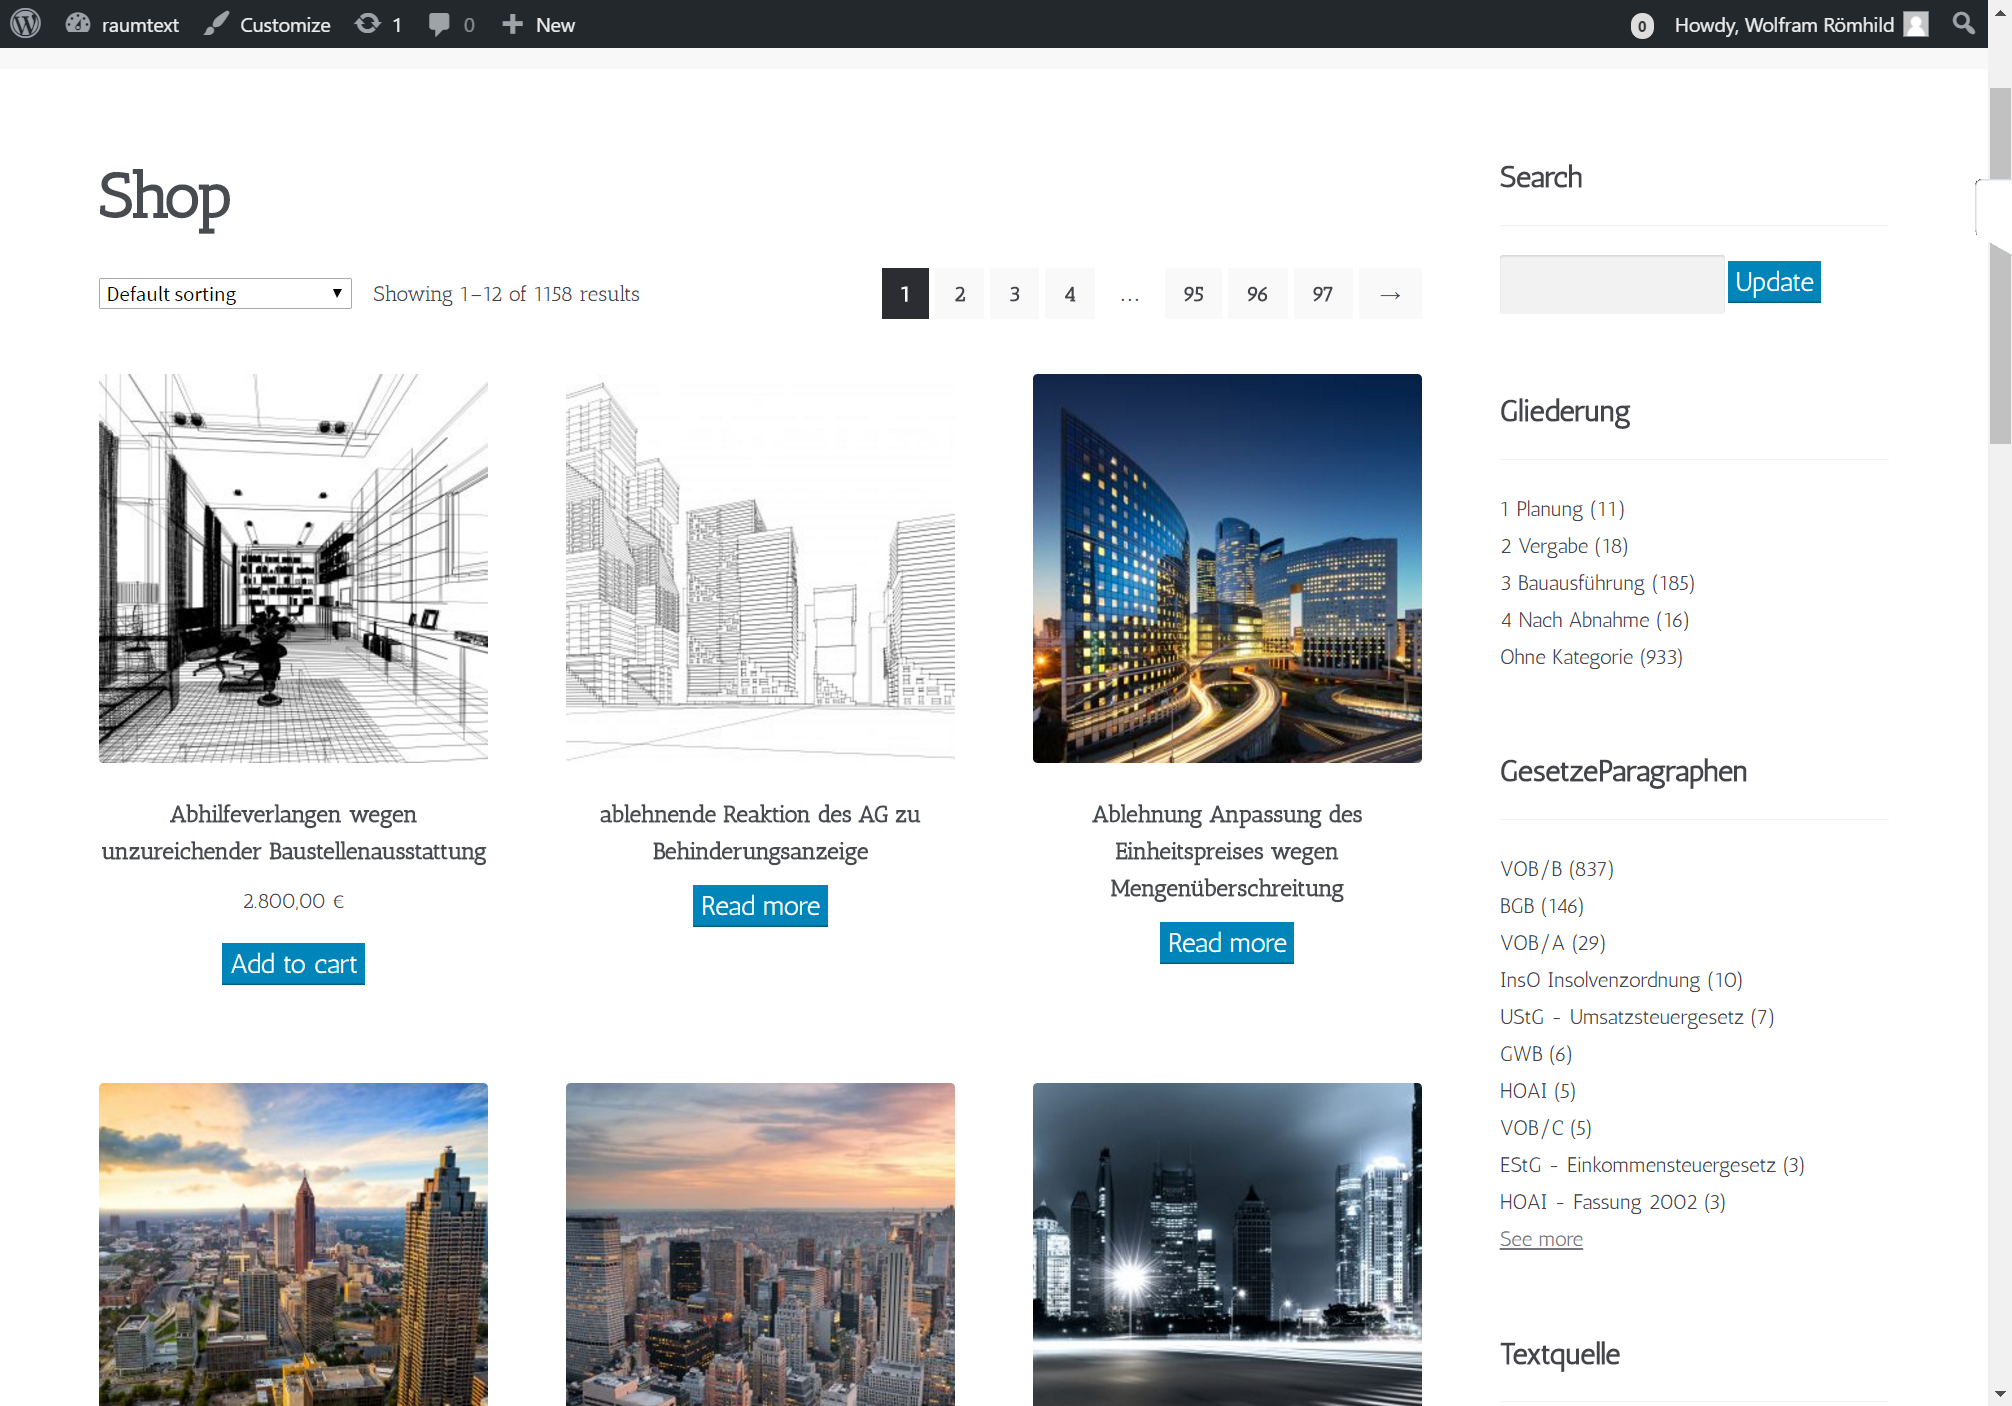 raumtext Customize 1 0 New 0 Howdy, Wolfram Römhild
Shop
Default sorting Showing 1–12 of 1158 results 1 2 3 4 … 95 96 97 →
Abhilfeverlangen wegen
unzureichender Baustellenausstattung
2.800,00 €
Add to cart
ablehnende Reaktion des AG zu
Behinderungsanzeige
Read more
Ablehnung Anpassung des
Einheitspreises wegen
Mengenüberschreitung
Read more
Search
Update
Gliederung
1 Planung (11)
2 Vergabe (18)
3 Bauausführung (185)
4 Nach Abnahme (16)
Ohne Kategorie (933)
GesetzeParagraphen
VOB/B (837)
BGB (146)
VOB/A (29)
InsO Insolvenzordnung (10)
UStG - Umsatzsteuergesetz (7)
GWB (6)
HOAI (5)
VOB/C (5)
EStG - Einkommensteuergesetz (3)
HOAI - Fassung 2002 (3)
See more
Textquelle